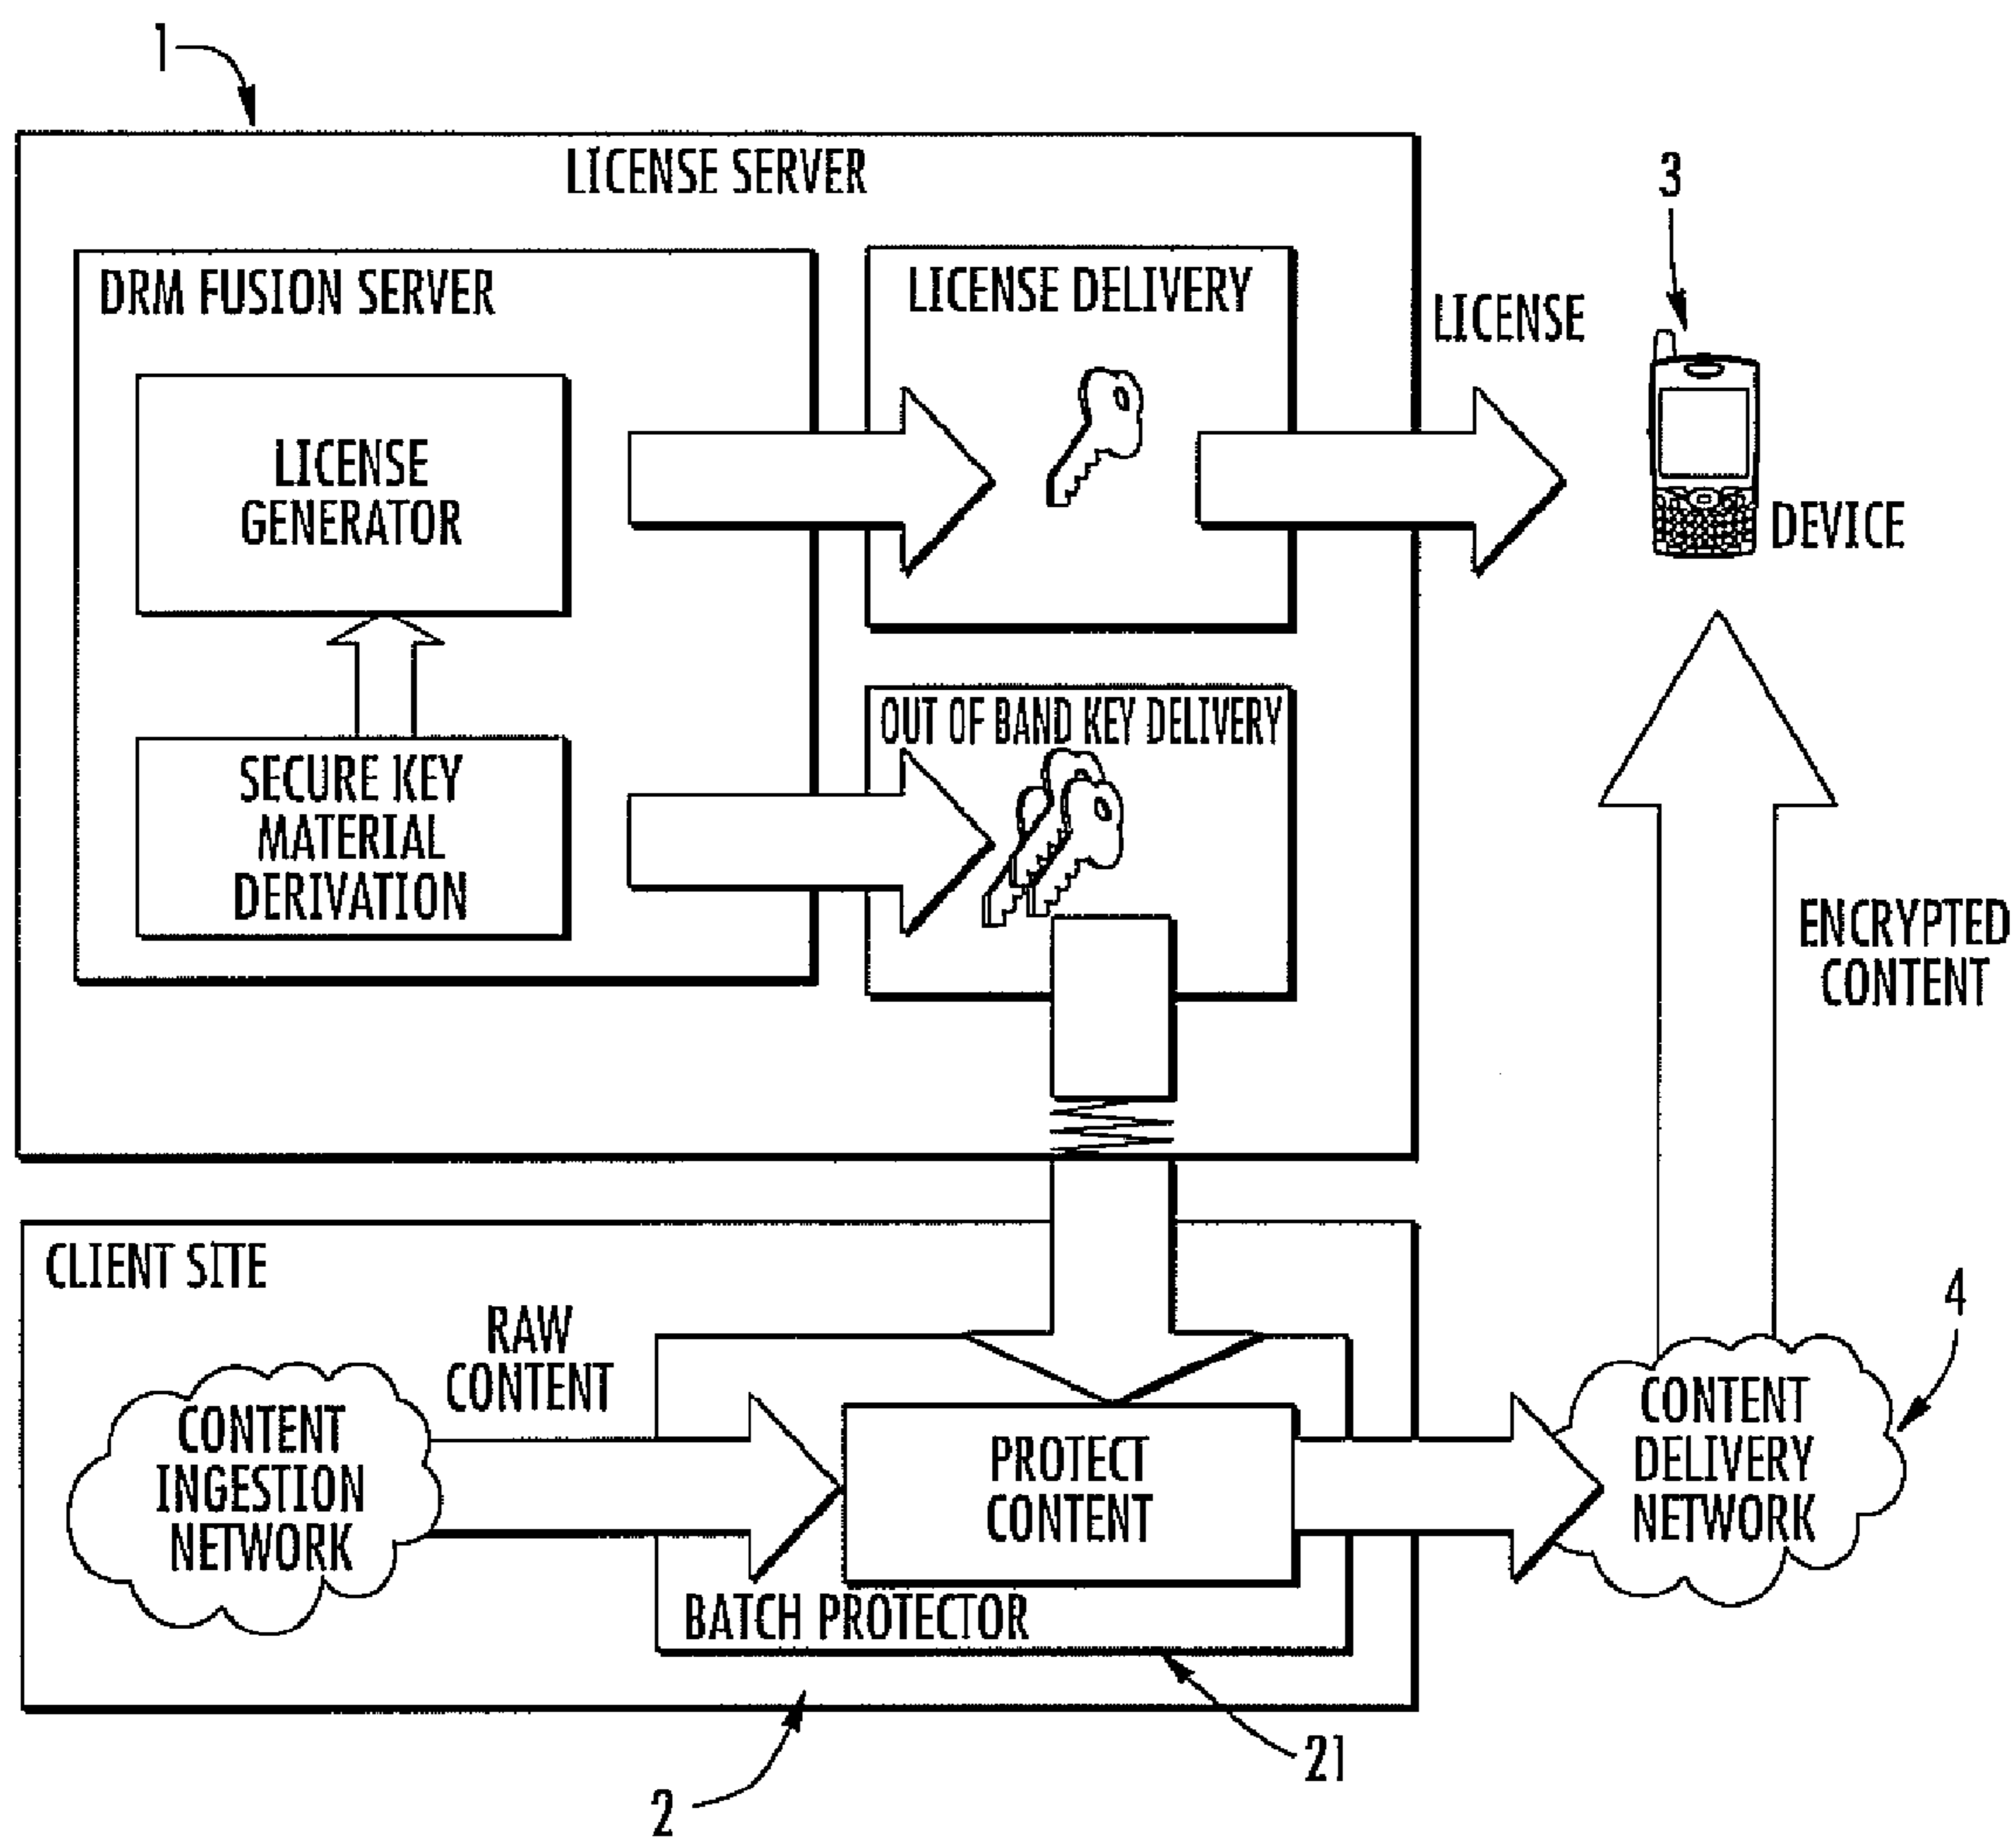 1
LICENSE SERVER
3
DRM FUSION SERVER
LICENSE DELIVERY
LICENSE
LICENSE
GENERATOR
DEVICE
OUT OF BAND KEY DELIVERY
SECURE KEY
MATERIAL
DERIVATION
ENCRYPTED
CONTENT
CLIENT SITE
RAW
CONTENT
4
CONTENT
INGESTION
NETWORK
PROTECT
CONTENT
CONTENT
DELIVERY
NETWORK
BATCH PROTECTOR
21
2